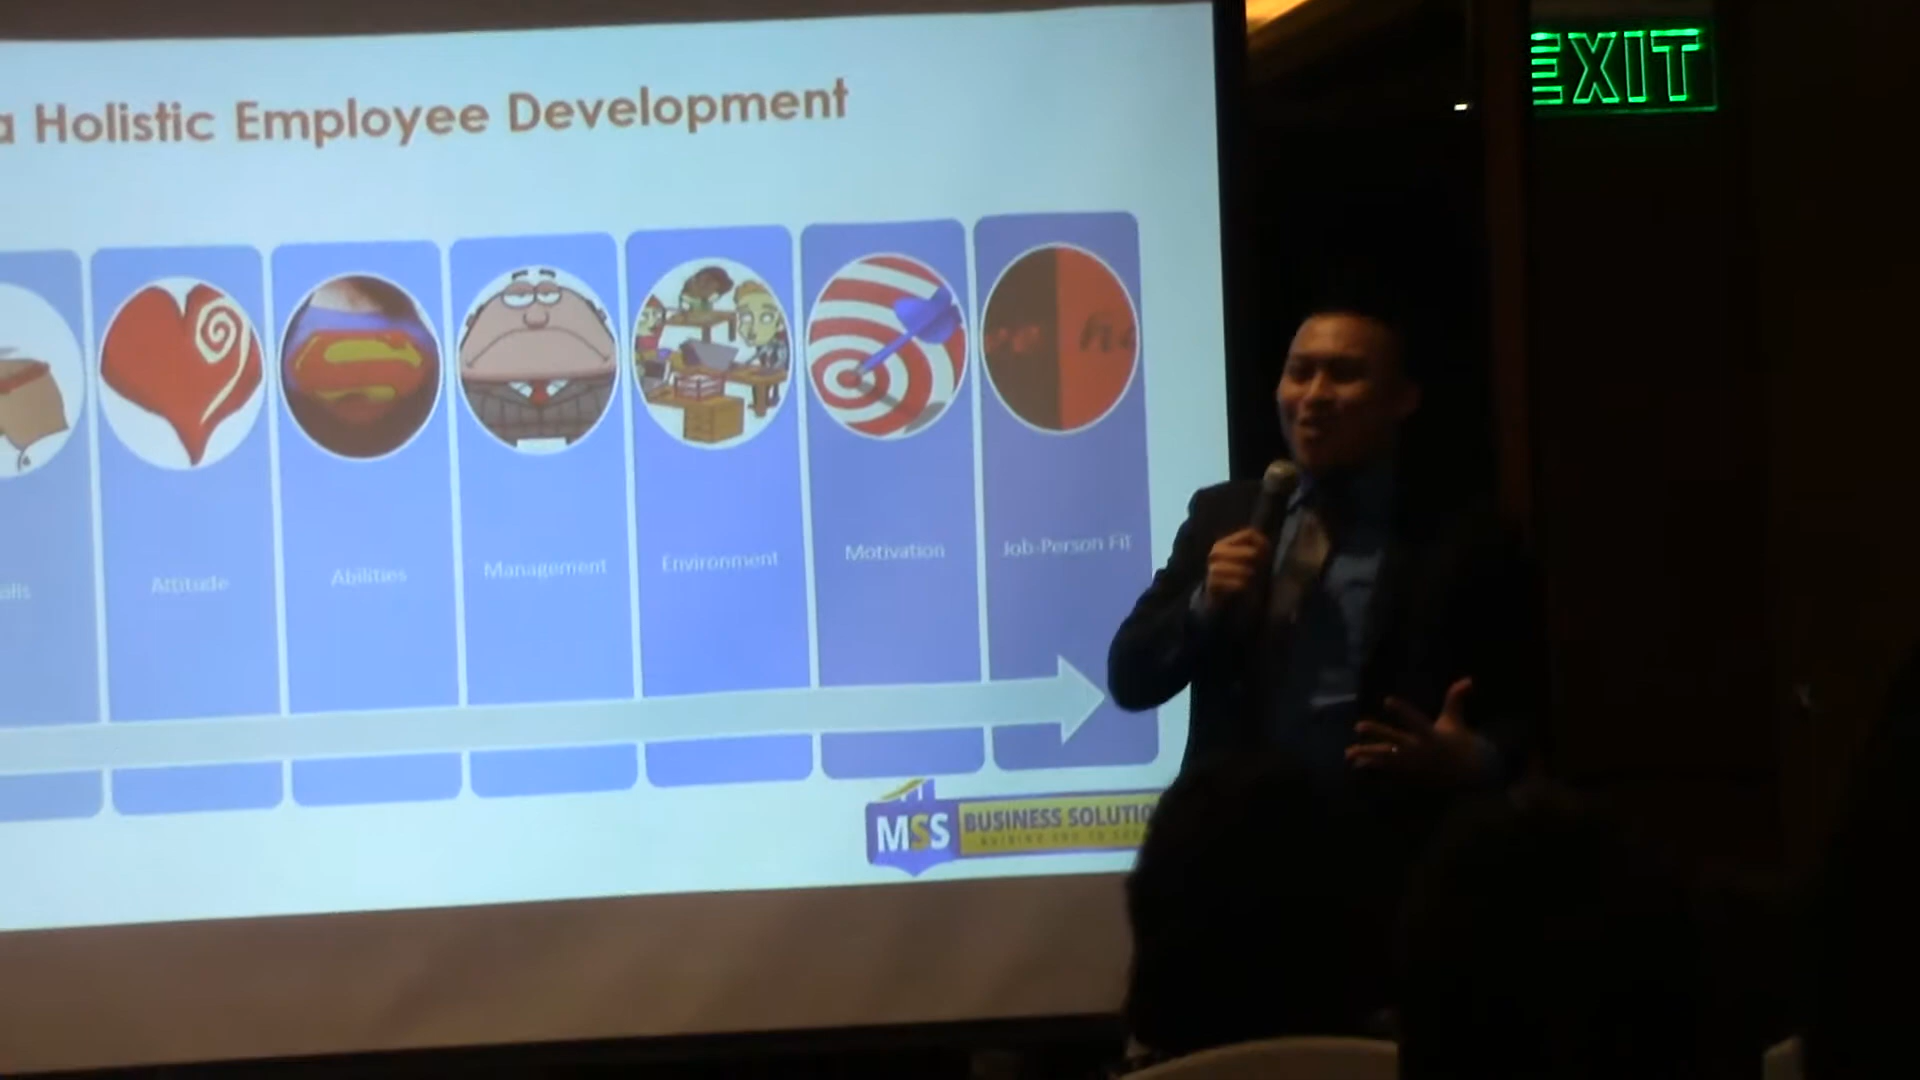 EXIT
a Holistic Employee Development
Attitude
Abilities
Management
Environment
Motivation
Job-Person Fit
MSS
BUSINESS SOLUTIO